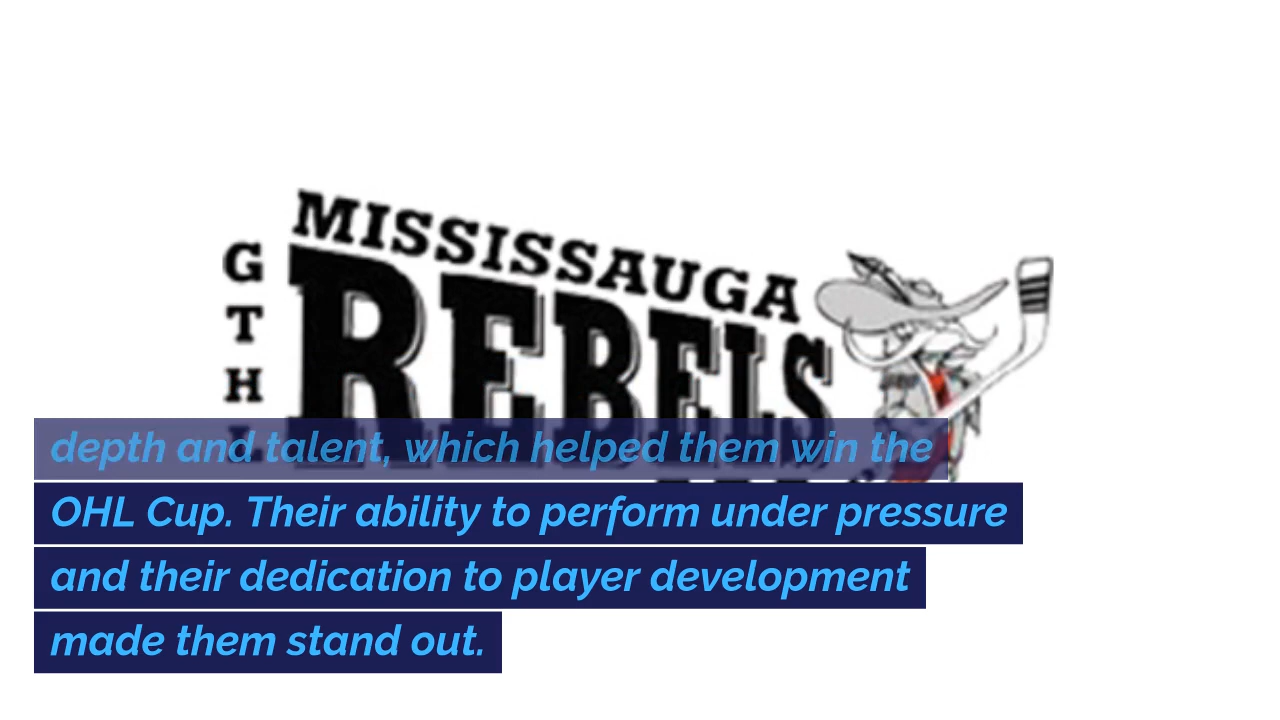 MISSISSAUGA
GTHL
REBELS
depth and talent, which helped them win the
OHL Cup. Their ability to perform under pressure
and their dedication to player development
made them stand out.